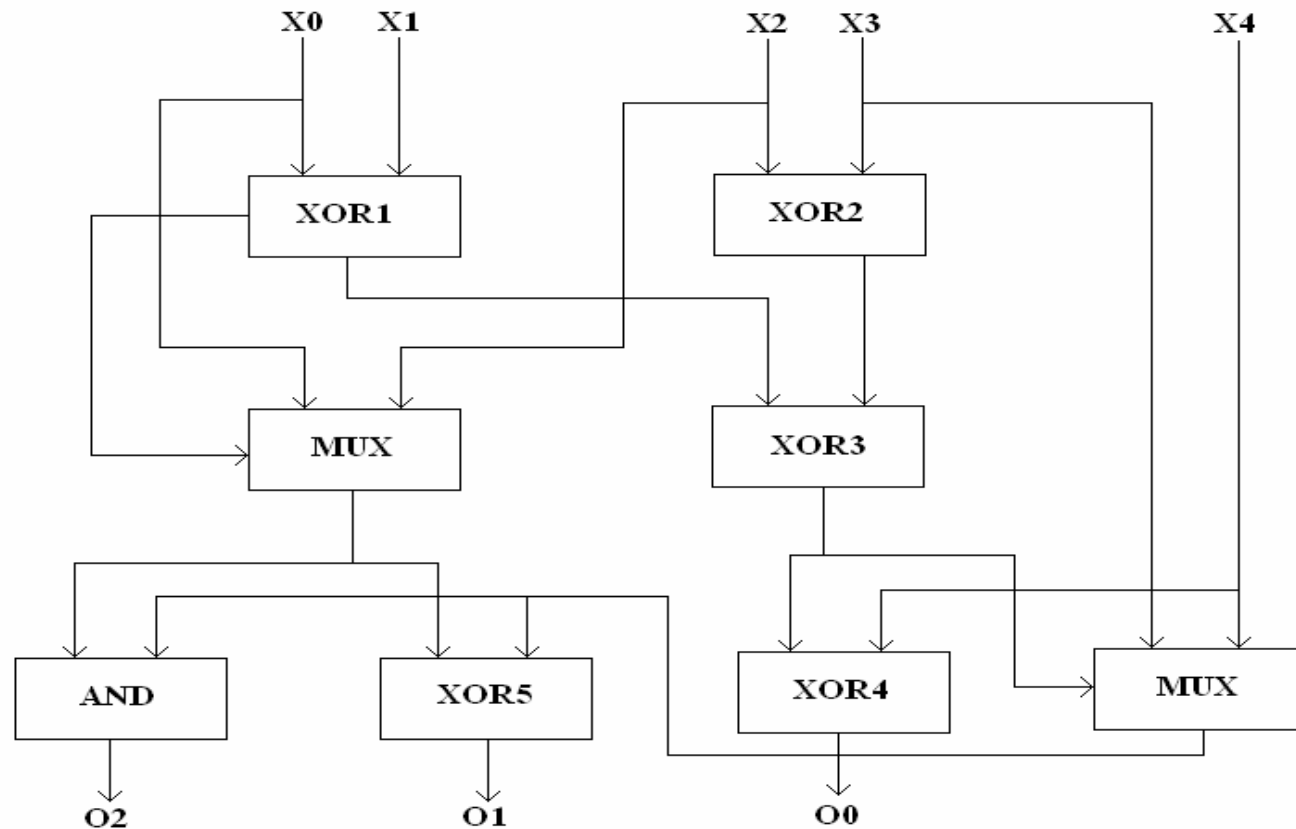 X0 X1 X2 X3 X4
XOR1 XOR2
MUX XOR3
AND XOR5 XOR4 MUX
O2 O1 O0